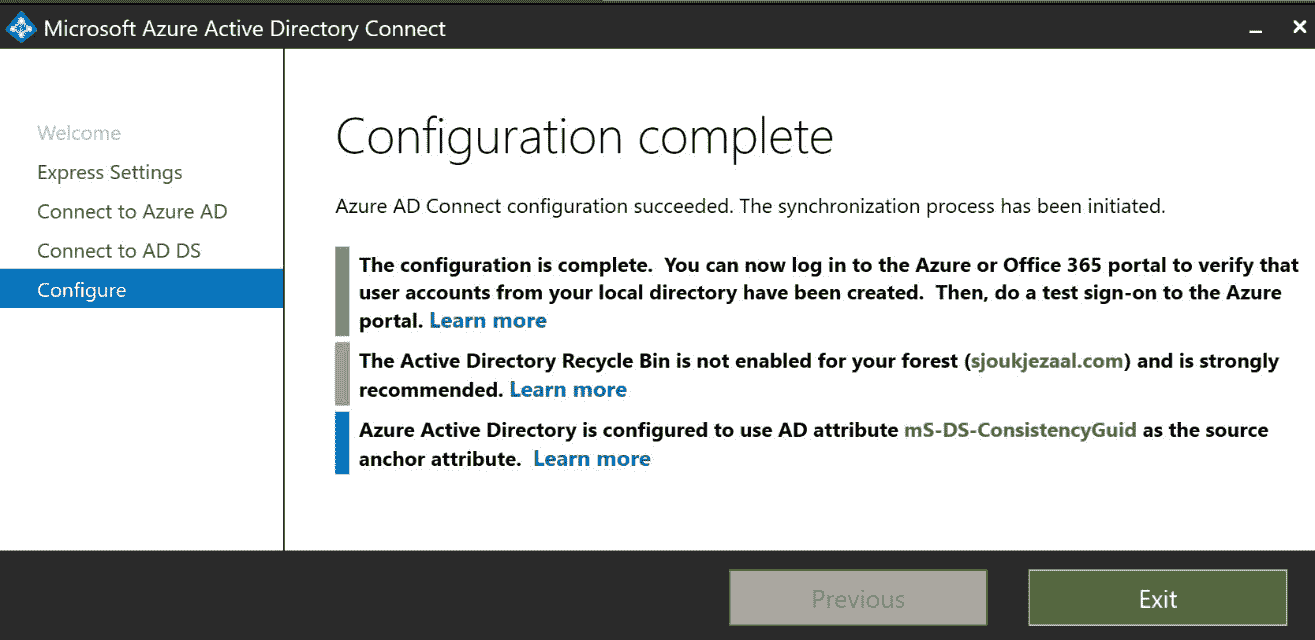 Microsoft Azure Active Directory Connect
Welcome
Express Settings
Connect to Azure AD
Connect to AD DS
Configure
Configuration complete
Azure AD Connect configuration succeeded. The synchronization process has been initiated.
The configuration is complete.  You can now log in to the Azure or Office 365 portal to verify that
user accounts from your local directory have been created.  Then, do a test sign-on to the Azure
portal. Learn more
The Active Directory Recycle Bin is not enabled for your forest (sjoukjezaal.com) and is strongly
recommended. Learn more
Azure Active Directory is configured to use AD attribute mS-DS-ConsistencyGuid as the source
anchor attribute.  Learn more
Previous
Exit